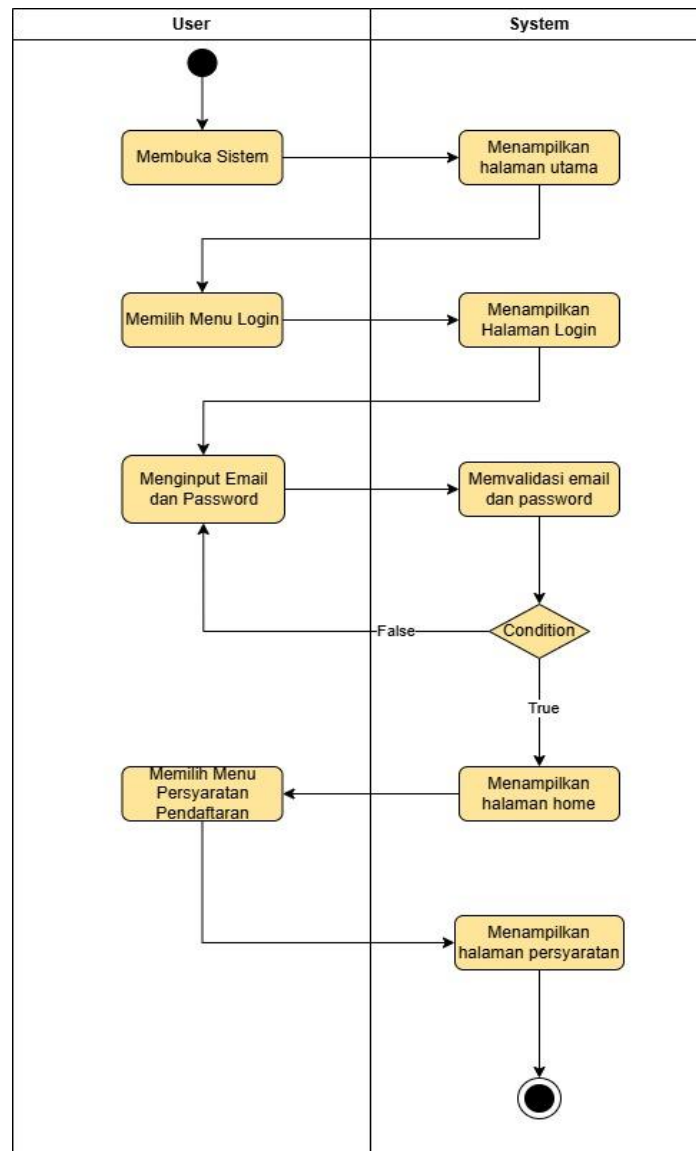 User
System
Membuka Sistem
Menampilkan
halaman utama
Memilih Menu Login
Menampilkan
Halaman Login
Menginput Email
dan Password
Memvalidasi email
dan password
Condition
False
True
Menampilkan
halaman home
Memilih Menu
Persyaratan
Pendaftaran
Menampilkan
halaman persyaratan